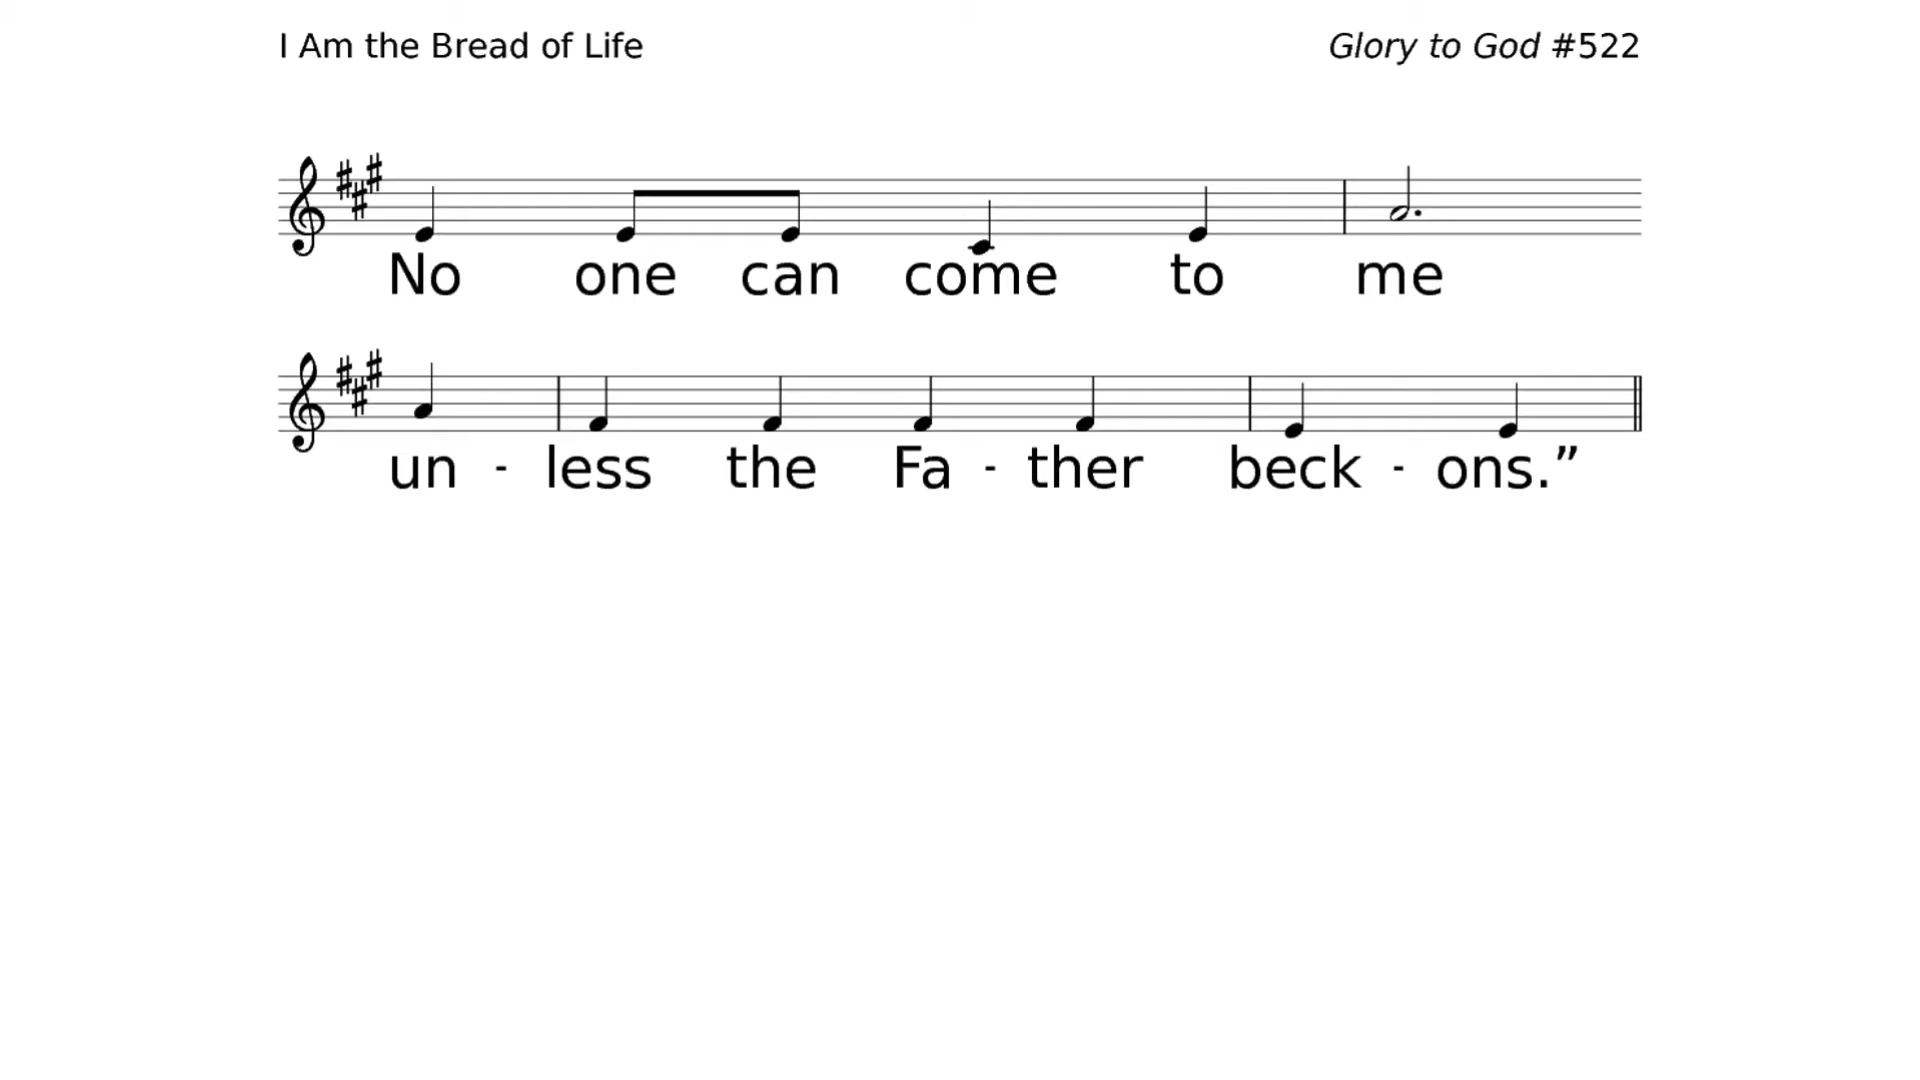 I Am the Bread of Life
Glory to God #522
No one can come to me
un - less the Fa - ther beck - ons.”